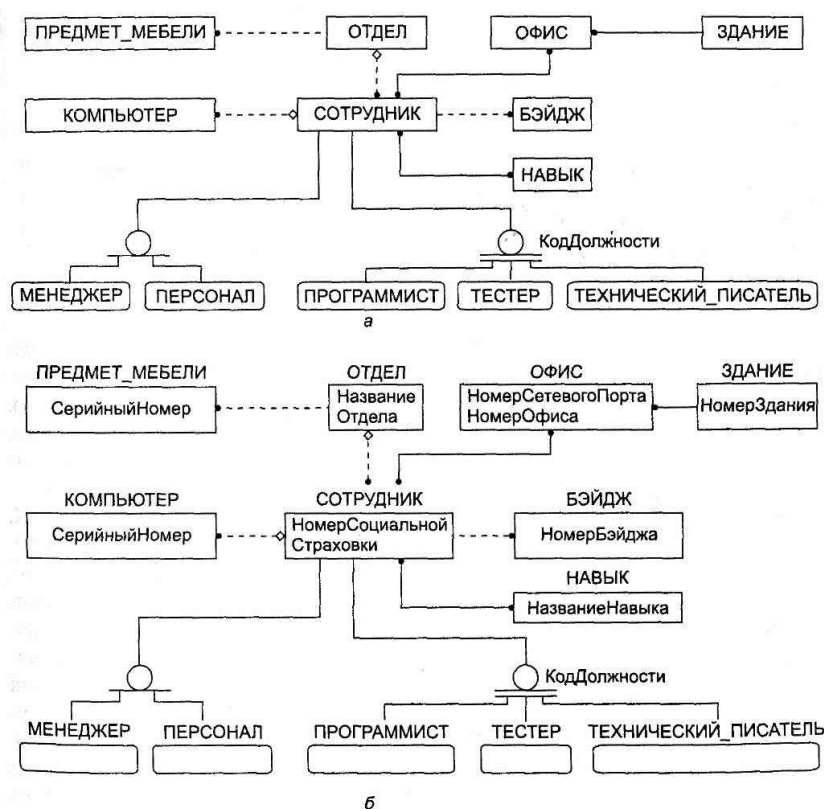 ПРЕДМЕТ_МЕБЕЛИ
ОТДЕЛ
ОФИС
ЗДАНИЕ
КОМПЬЮТЕР
СОТРУДНИК
БЭЙДЖ
НАВЫК
КодДолжности
МЕНЕДЖЕР
ПЕРСОНАЛ
ПРОГРАММИСТ
ТЕСТЕР
ТЕХНИЧЕСКИЙ_ПИСАТЕЛЬ
а
ПРЕДМЕТ_МЕБЕЛИ
СерийныйНомер
ОТДЕЛ
Название
Отдела
ОФИС
НомерСетевогоПорта
НомерОфиса
ЗДАНИЕ
НомерЗдания
КОМПЬЮТЕР
СерийныйНомер
СОТРУДНИК
НомерСоциальной
Страховки
БЭЙДЖ
НомерБэйджа
НАВЫК
НазваниеНавыка
КодДолжности
МЕНЕДЖЕР
ПЕРСОНАЛ
ПРОГРАММИСТ
ТЕСТЕР
ТЕХНИЧЕСКИЙ_ПИСАТЕЛЬ
б